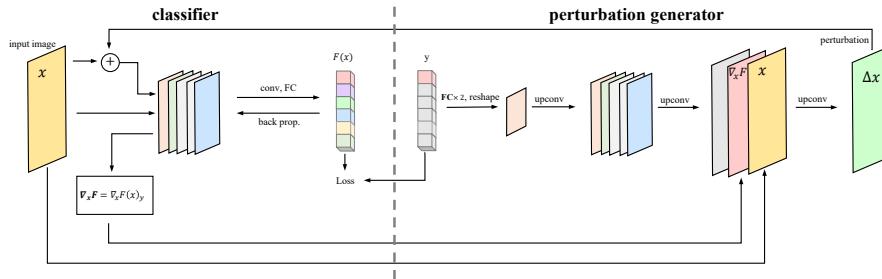 classifier
perturbation generator
input image
x
+
F(x)
y
perturbation
conv, FC
back prop.
FC× 2, reshape
upconv
upconv
∇ₓF
x
upconv
Δx
Loss
∇ₓF = ∇ₓF(x)ᵧ